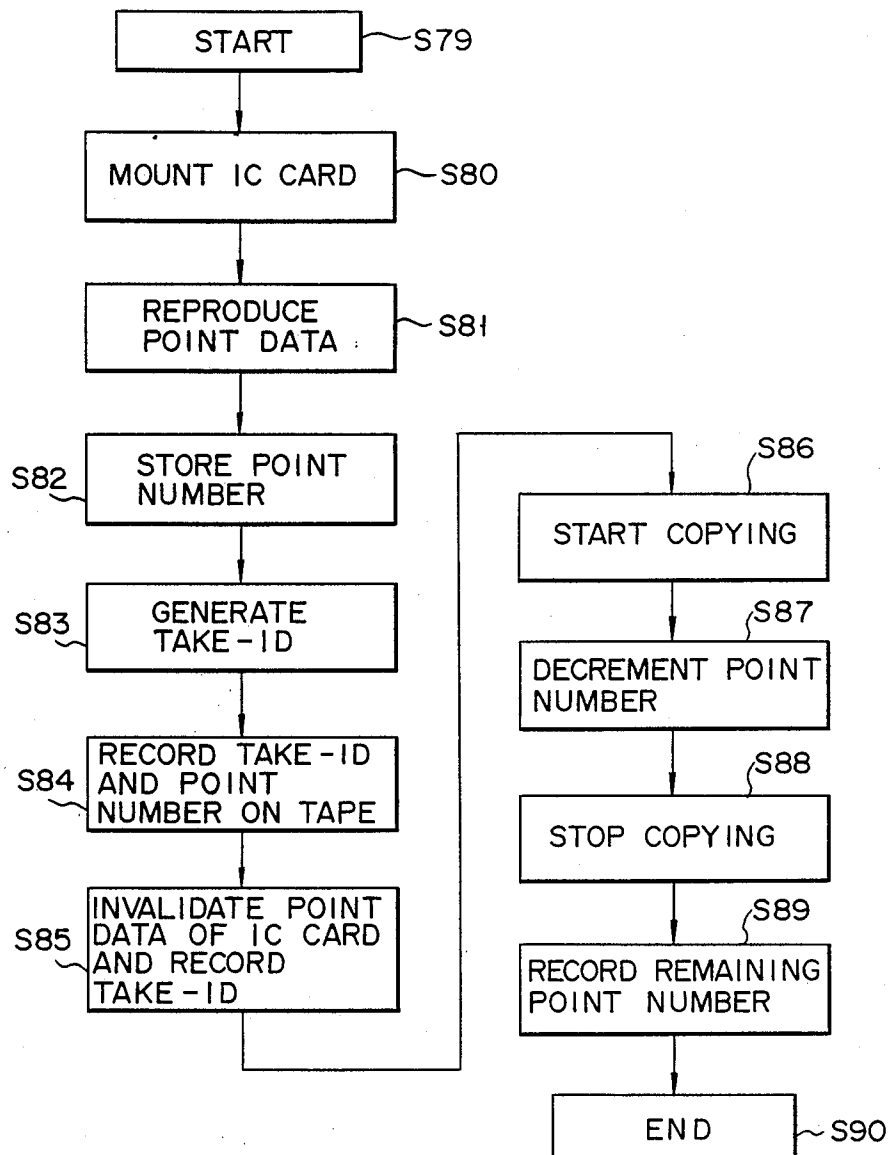 START
S79
MOUNT IC CARD
S80
REPRODUCE
POINT DATA
S81
S82
STORE POINT
NUMBER
S83
GENERATE
TAKE-ID
S84
RECORD TAKE-ID
AND POINT
NUMBER ON TAPE
S85
INVALIDATE POINT
DATA OF IC CARD
AND RECORD
TAKE-ID
S86
START COPYING
S87
DECREMENT POINT
NUMBER
S88
STOP COPYING
S89
RECORD REMAINING
POINT NUMBER
END
S90